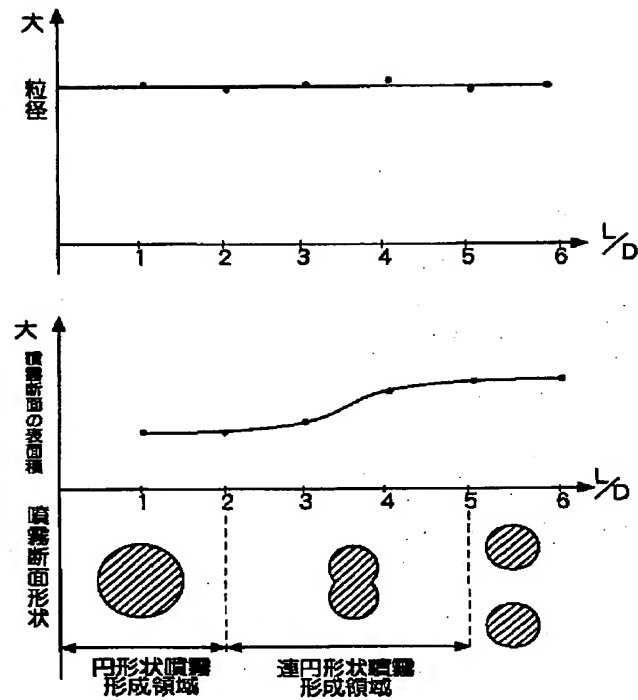 大
粒径
1 2 3 4 5 6
L/D
大
噴霧断面の表面積
1 2 3 4 5 6
L/D
噴霧断面形状
円形状噴霧
形成領域
連円形状噴霧
形成領域